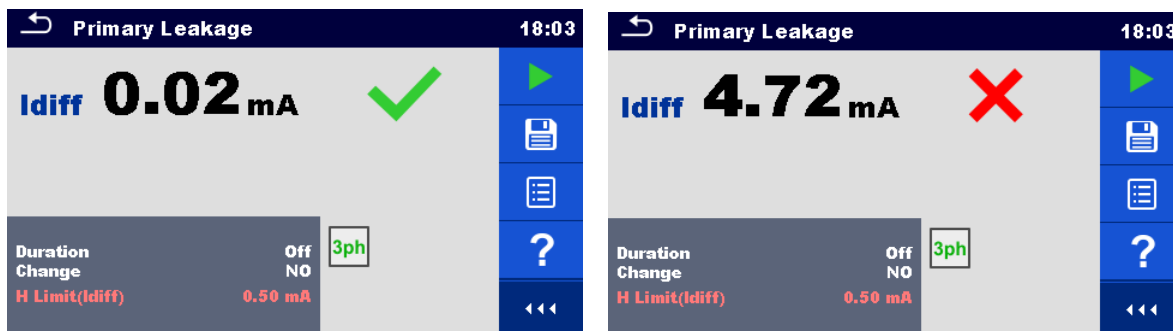 Primary Leakage 18:03
Idiff 0.02 mA
Duration Off
Change NO
H Limit(Idiff) 0.50 mA
3ph
?
Primary Leakage 18:03
Idiff 4.72 mA
Duration Off
Change NO
H Limit(Idiff) 0.50 mA
3ph
?